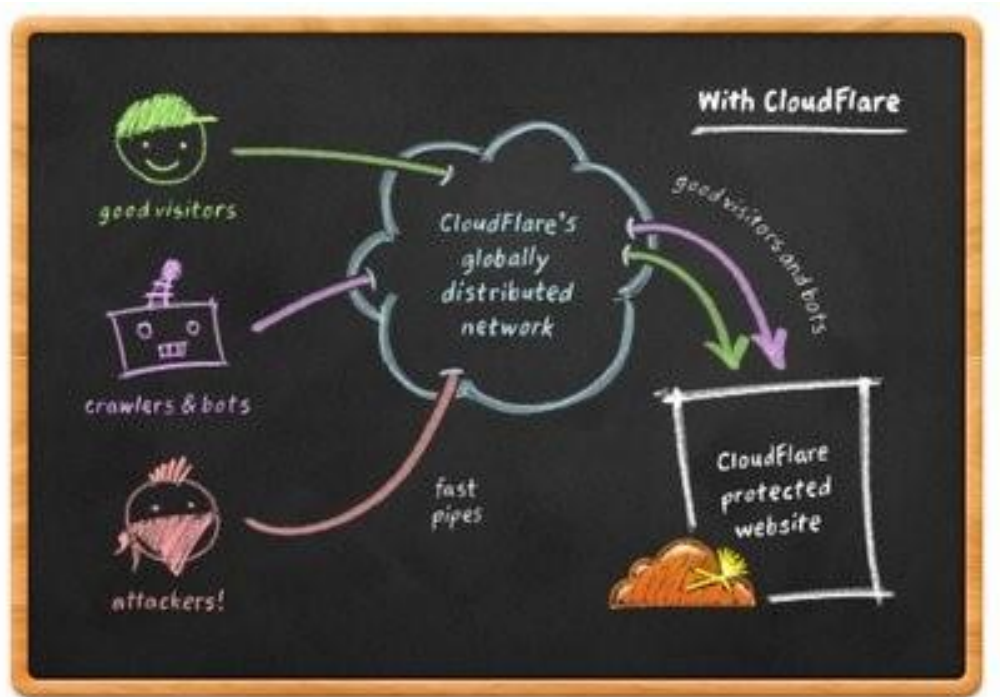 With CloudFlare
good visitors
CloudFlare's
globally
distributed
network
good visitors and bots
crawlers & bots
CloudFlare
protected
website
fast
pipes
attackers!